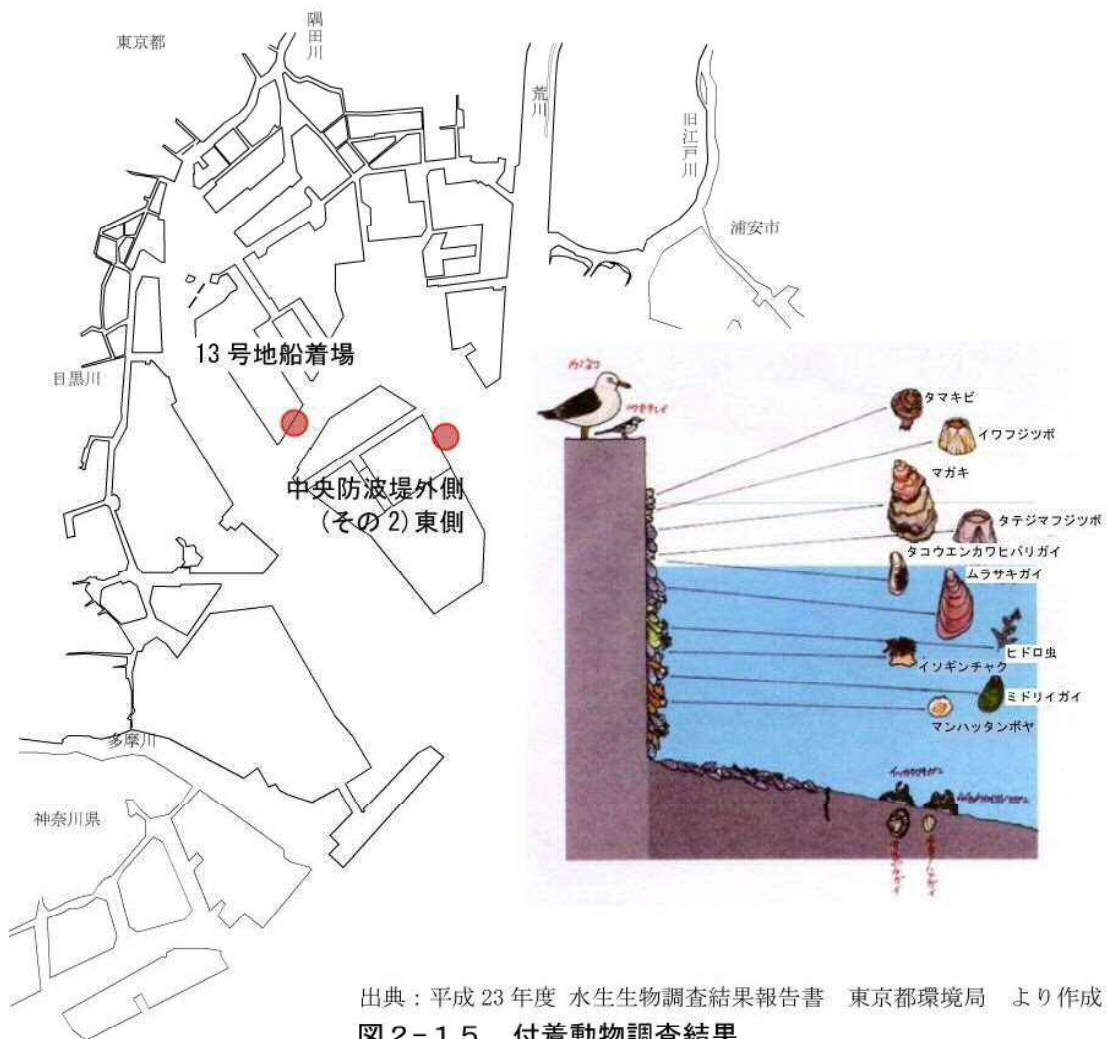 東京都
隅田川
荒川
旧江戸川
浦安市
13 号地船着場
目黒川
中央防波堤外側
(その 2) 東側
多摩川
神奈川県
タマキビ
イワフジツボ
マガキ
タテジマフジツボ
タコウエンカワヒバリガイ
ムラサキガイ
ヒドロ虫
イソギンチャク
ミドリイガイ
マンハッタンボヤ
出典：平成 23 年度 水生生物調査結果報告書　東京都環境局　より作成
図２-１５　付着動物調査結果